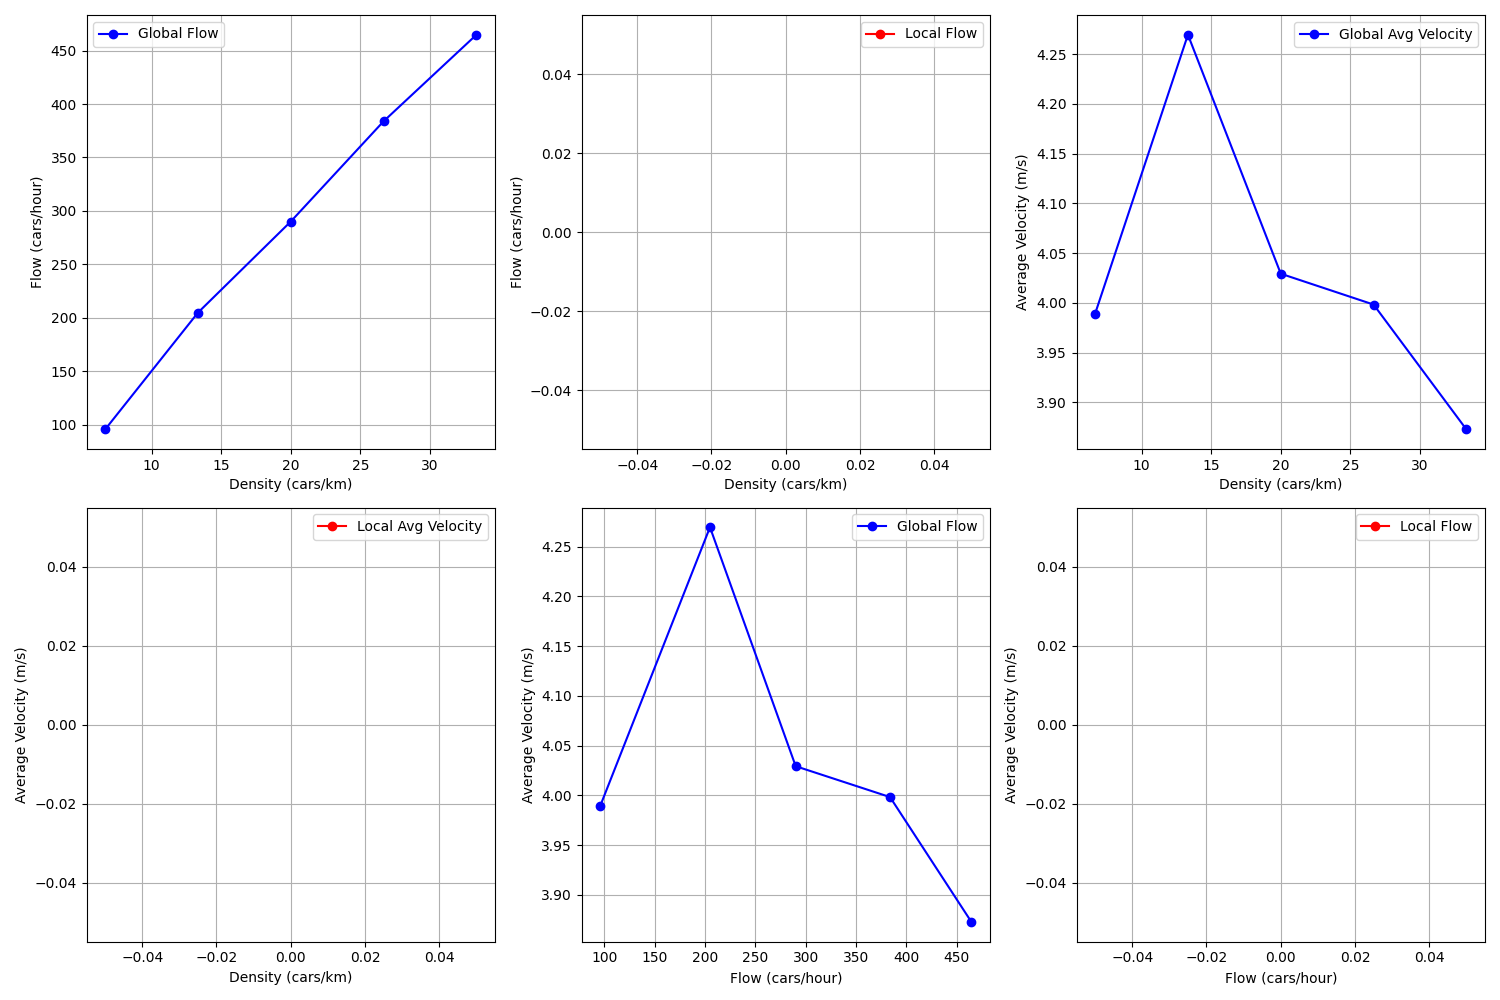 Global Flow
450
400
350
300
250
200
150
100
10 15 20 25 30
Density (cars/km)
Flow (cars/hour)
Local Flow
0.04
0.02
0.00
−0.02
−0.04
−0.04 −0.02 0.00 0.02 0.04
Density (cars/km)
Flow (cars/hour)
Global Avg Velocity
4.25
4.20
4.15
4.10
4.05
4.00
3.95
3.90
10 15 20 25 30
Density (cars/km)
Average Velocity (m/s)
Local Avg Velocity
0.04
0.02
0.00
−0.02
−0.04
−0.04 −0.02 0.00 0.02 0.04
Density (cars/km)
Average Velocity (m/s)
Global Flow
4.25
4.20
4.15
4.10
4.05
4.00
3.95
3.90
100 150 200 250 300 350 400 450
Flow (cars/hour)
Average Velocity (m/s)
Local Flow
0.04
0.02
0.00
−0.02
−0.04
−0.04 −0.02 0.00 0.02 0.04
Flow (cars/hour)
Average Velocity (m/s)